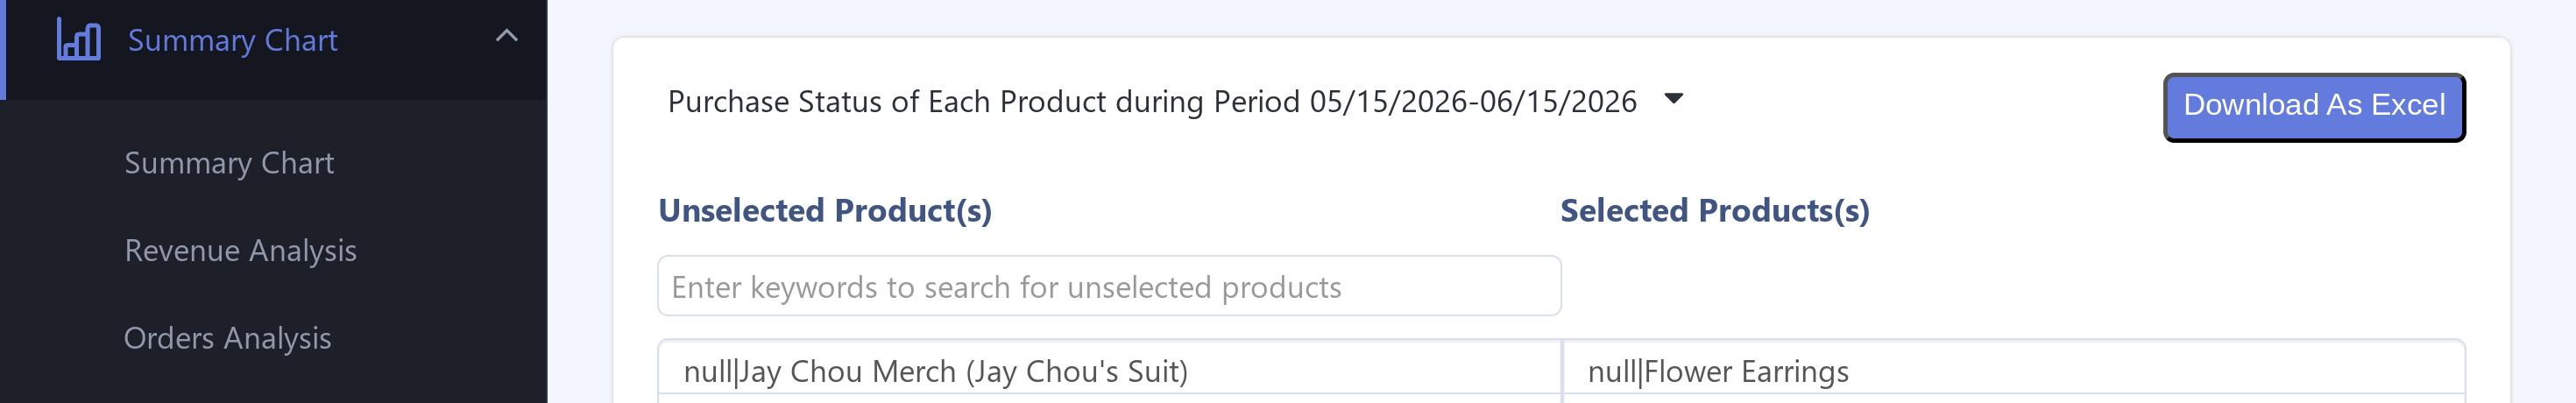 Summary Chart
Summary Chart
Revenue Analysis
Orders Analysis
Purchase Status of Each Product during Period 05/15/2026-06/15/2026
Download As Excel
Unselected Product(s)
Selected Products(s)
Enter keywords to search for unselected products
null|Jay Chou Merch (Jay Chou's Suit)
null|Flower Earrings